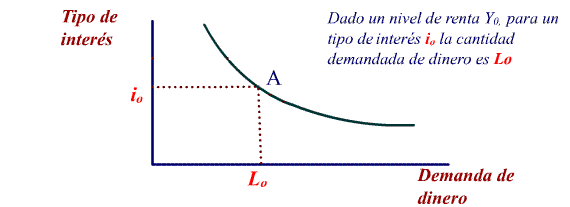 Tipo de
interés
Dado un nivel de renta Y0, para un
tipo de interés io la cantidad
demandada de dinero es Lo
A
io
Lo
Demanda de
dinero